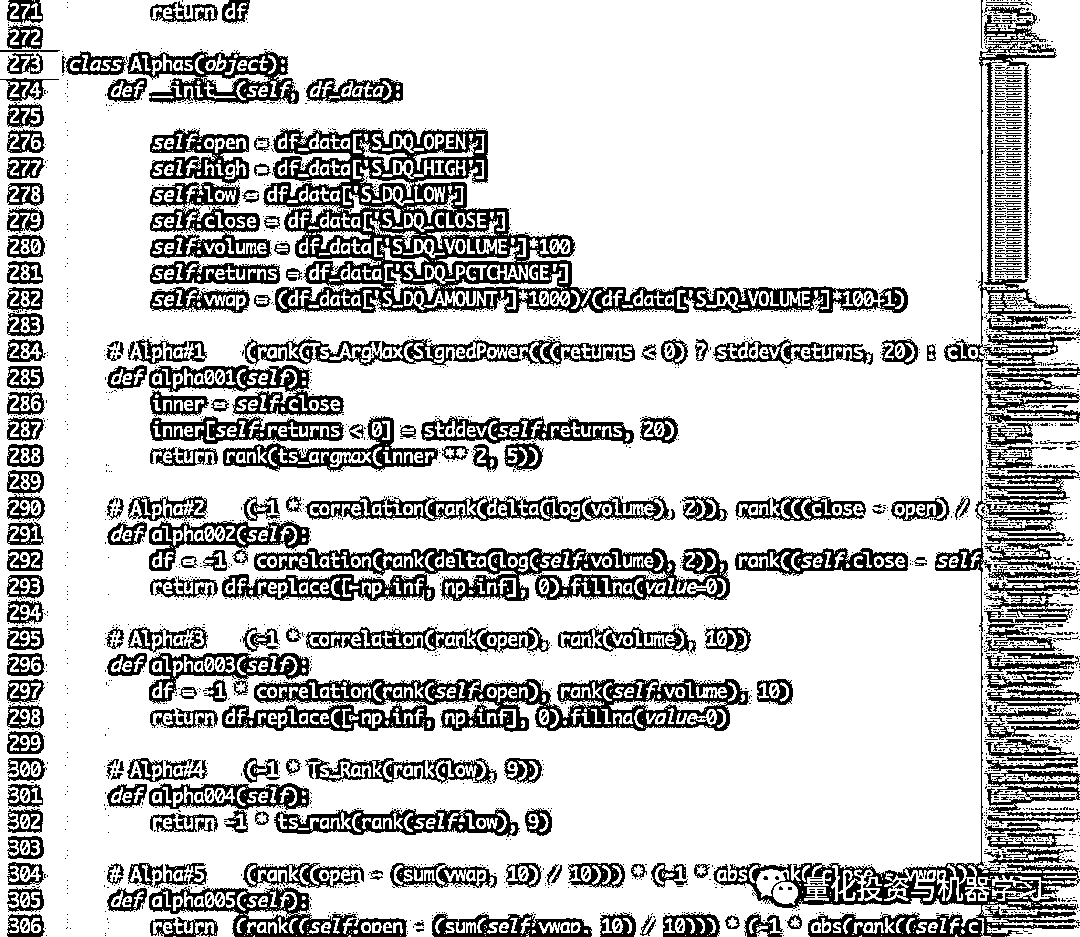 271 return df
272
273 class Alphas(object):
274 def __init__(self, df_data):
275
276 self.open = df_data['S_DQ_OPEN']
277 self.high = df_data['S_DQ_HIGH']
278 self.low = df_data['S_DQ_LOW']
279 self.close = df_data['S_DQ_CLOSE']
280 self.volume = df_data['S_DQ_VOLUME']*100
281 self.returns = df_data['S_DQ_PCTCHANGE']
282 self.vwap = (df_data['S_DQ_AMOUNT']*1000)/(df_data['S_DQ_VOLUME']*100+1)
283
284 # Alpha#1 (rank(Ts_ArgMax(SignedPower(((returns < 0) ? stddev(returns, 20) : clo
285 def alpha001(self):
286 inner = self.close
287 inner[self.returns < 0] = stddev(self.returns, 20)
288 return rank(ts_argmax(inner ** 2, 5))
289
290 # Alpha#2 (-1 * correlation(rank(delta(log(volume), 2)), rank(((close - open) /
291 def alpha002(self):
292 df = -1 * correlation(rank(delta(log(self.volume), 2)), rank((self.close - self.
293 return df.replace([-np.inf, np.inf], 0).fillna(value=0)
294
295 # Alpha#3 (-1 * correlation(rank(open), rank(volume), 10))
296 def alpha003(self):
297 df = -1 * correlation(rank(self.open), rank(self.volume), 10)
298 return df.replace([-np.inf, np.inf], 0).fillna(value=0)
299
300 # Alpha#4 (-1 * Ts_Rank(rank(low), 9))
301 def alpha004(self):
302 return -1 * ts_rank(rank(self.low), 9)
303
304 # Alpha#5 (rank((open - (sum(vwap, 10) / 10))) * (-1 * abs(rank((close - vwap)))
305 def alpha005(self):
306 return (rank((self.open - (sum(self.vwap, 10) / 10))) * (-1 * abs(rank((self.cl
量化投资与机器学习